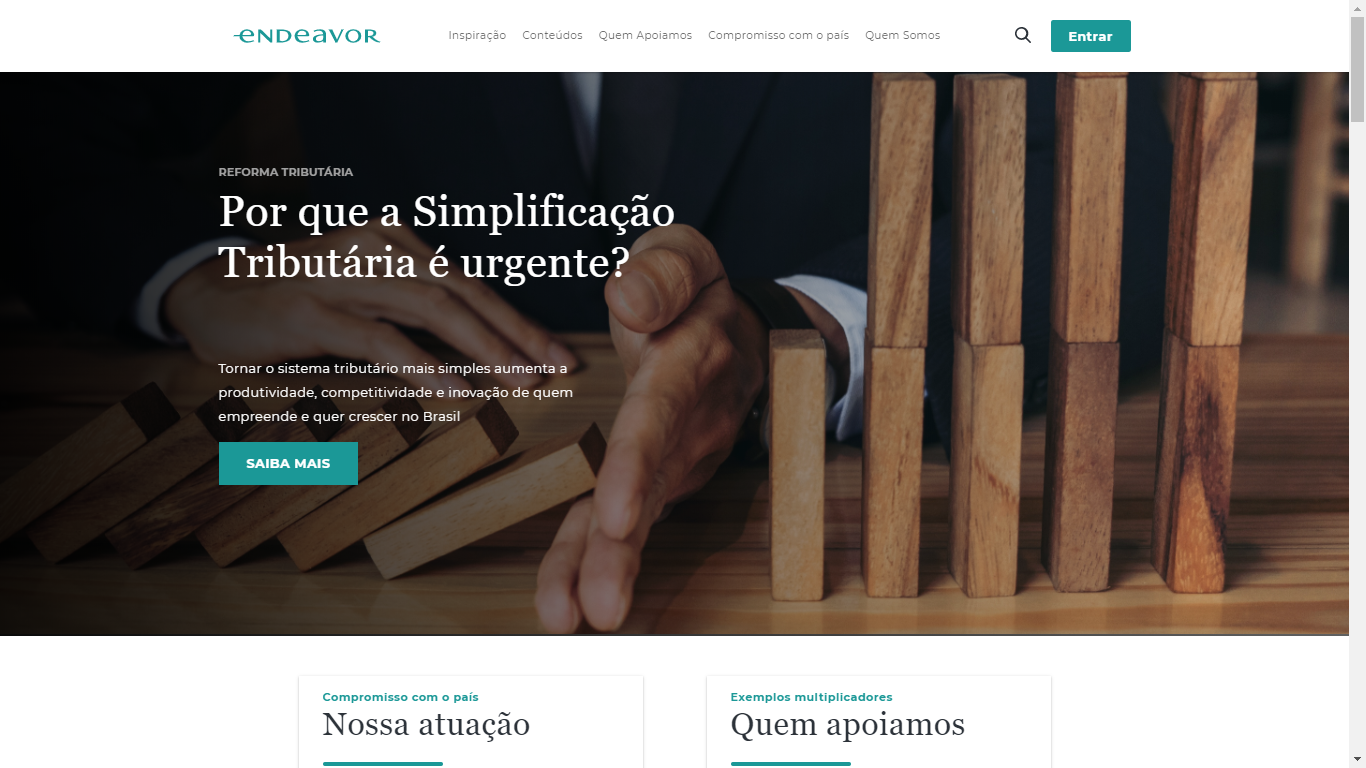 endeavor
Inspiração Conteúdos Quem Apoiamos Compromisso com o país Quem Somos
Entrar
REFORMA TRIBUTÁRIA
Por que a Simplificação
Tributária é urgente?
Tornar o sistema tributário mais simples aumenta a
produtividade, competitividade e inovação de quem
empreende e quer crescer no Brasil
SAIBA MAIS
Compromisso com o país
Nossa atuação
Exemplos multiplicadores
Quem apoiamos